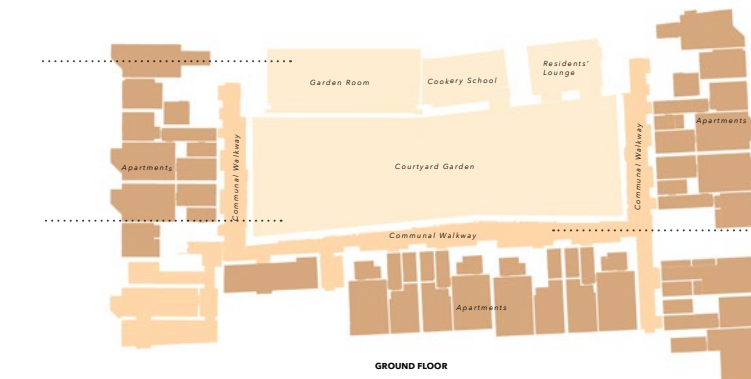 Garden Room
Cookery School
Residents'
Lounge
Apartments
Communal Walkway
Courtyard Garden
Communal Walkway
Apartments
Communal Walkway
Apartments
GROUND FLOOR